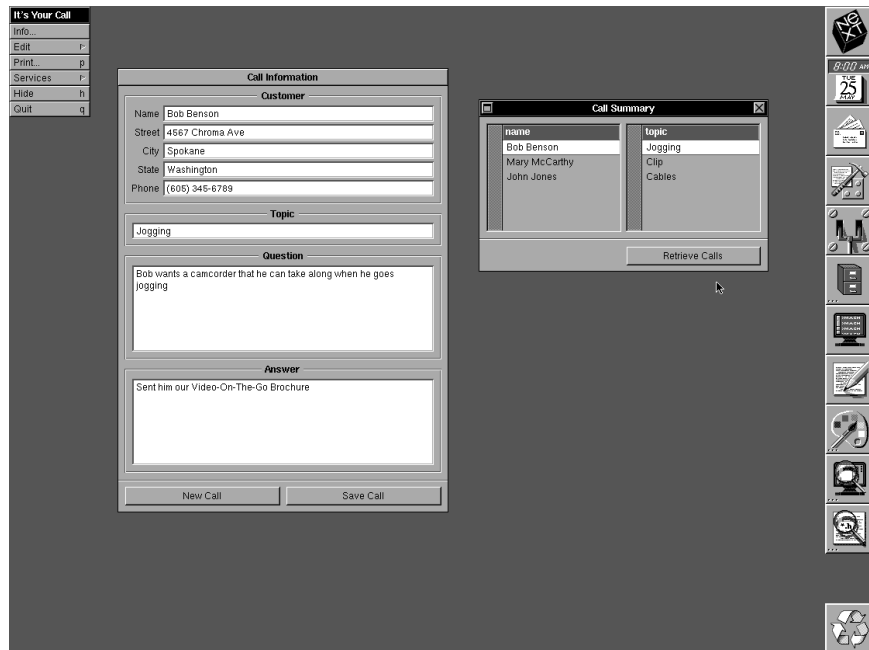 It's Your Call
Info...
Edit
Print... p
Services
Hide h
Quit q
Call Information
Customer
Name Bob Benson
Street 4567 Chroma Ave
City Spokane
State Washington
Phone (605) 345-6789
Topic
Jogging
Question
Bob wants a camcorder that he can take along when he goes
jogging
Answer
Sent him our Video-On-The-Go Brochure
New Call Save Call
Call Summary
name topic
Bob Benson Jogging
Mary McCarthy Clip
John Jones Cables
Retrieve Calls
NeXT
8:00 AM
TUE
25
MAY